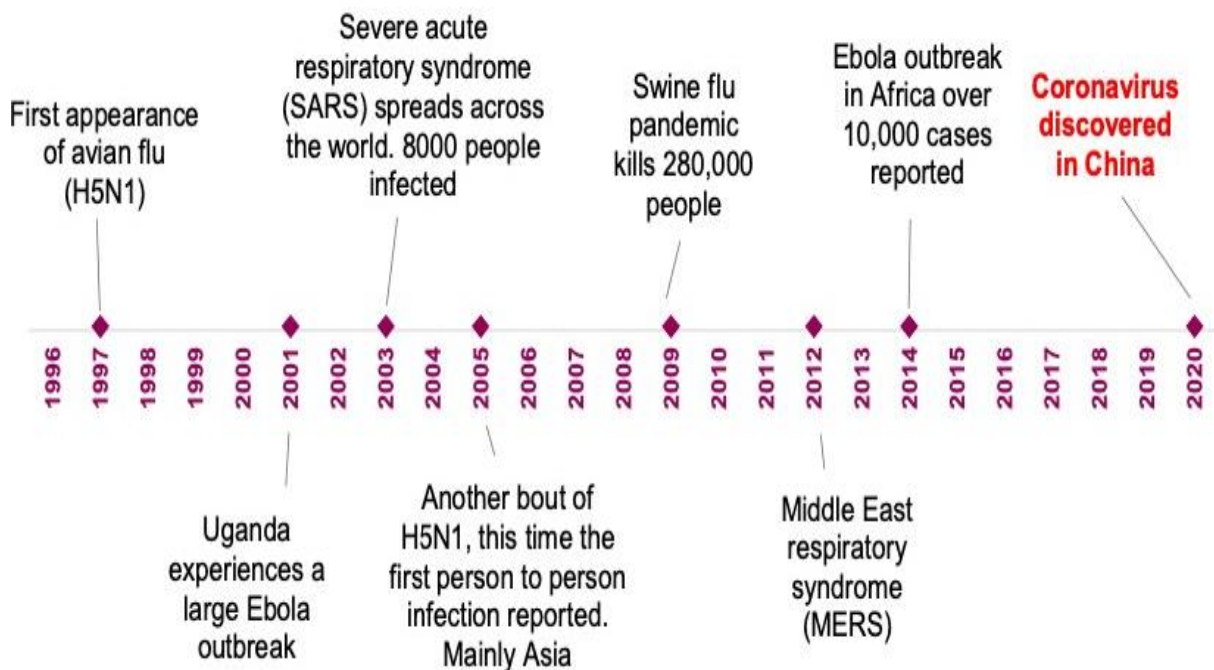 First appearance
of avian flu
(H5N1)
Severe acute
respiratory syndrome
(SARS) spreads across
the world. 8000 people
infected
Swine flu
pandemic
kills 280,000
people
Ebola outbreak
in Africa over
10,000 cases
reported
Coronavirus
discovered
in China
1996
1997
1998
1999
2000
2001
2002
2003
2004
2005
2006
2007
2008
2009
2010
2011
2012
2013
2014
2015
2016
2017
2018
2019
2020
Uganda
experiences a
large Ebola
outbreak
Another bout of
H5N1, this time the
first person to person
infection reported.
Mainly Asia
Middle East
respiratory
syndrome
(MERS)